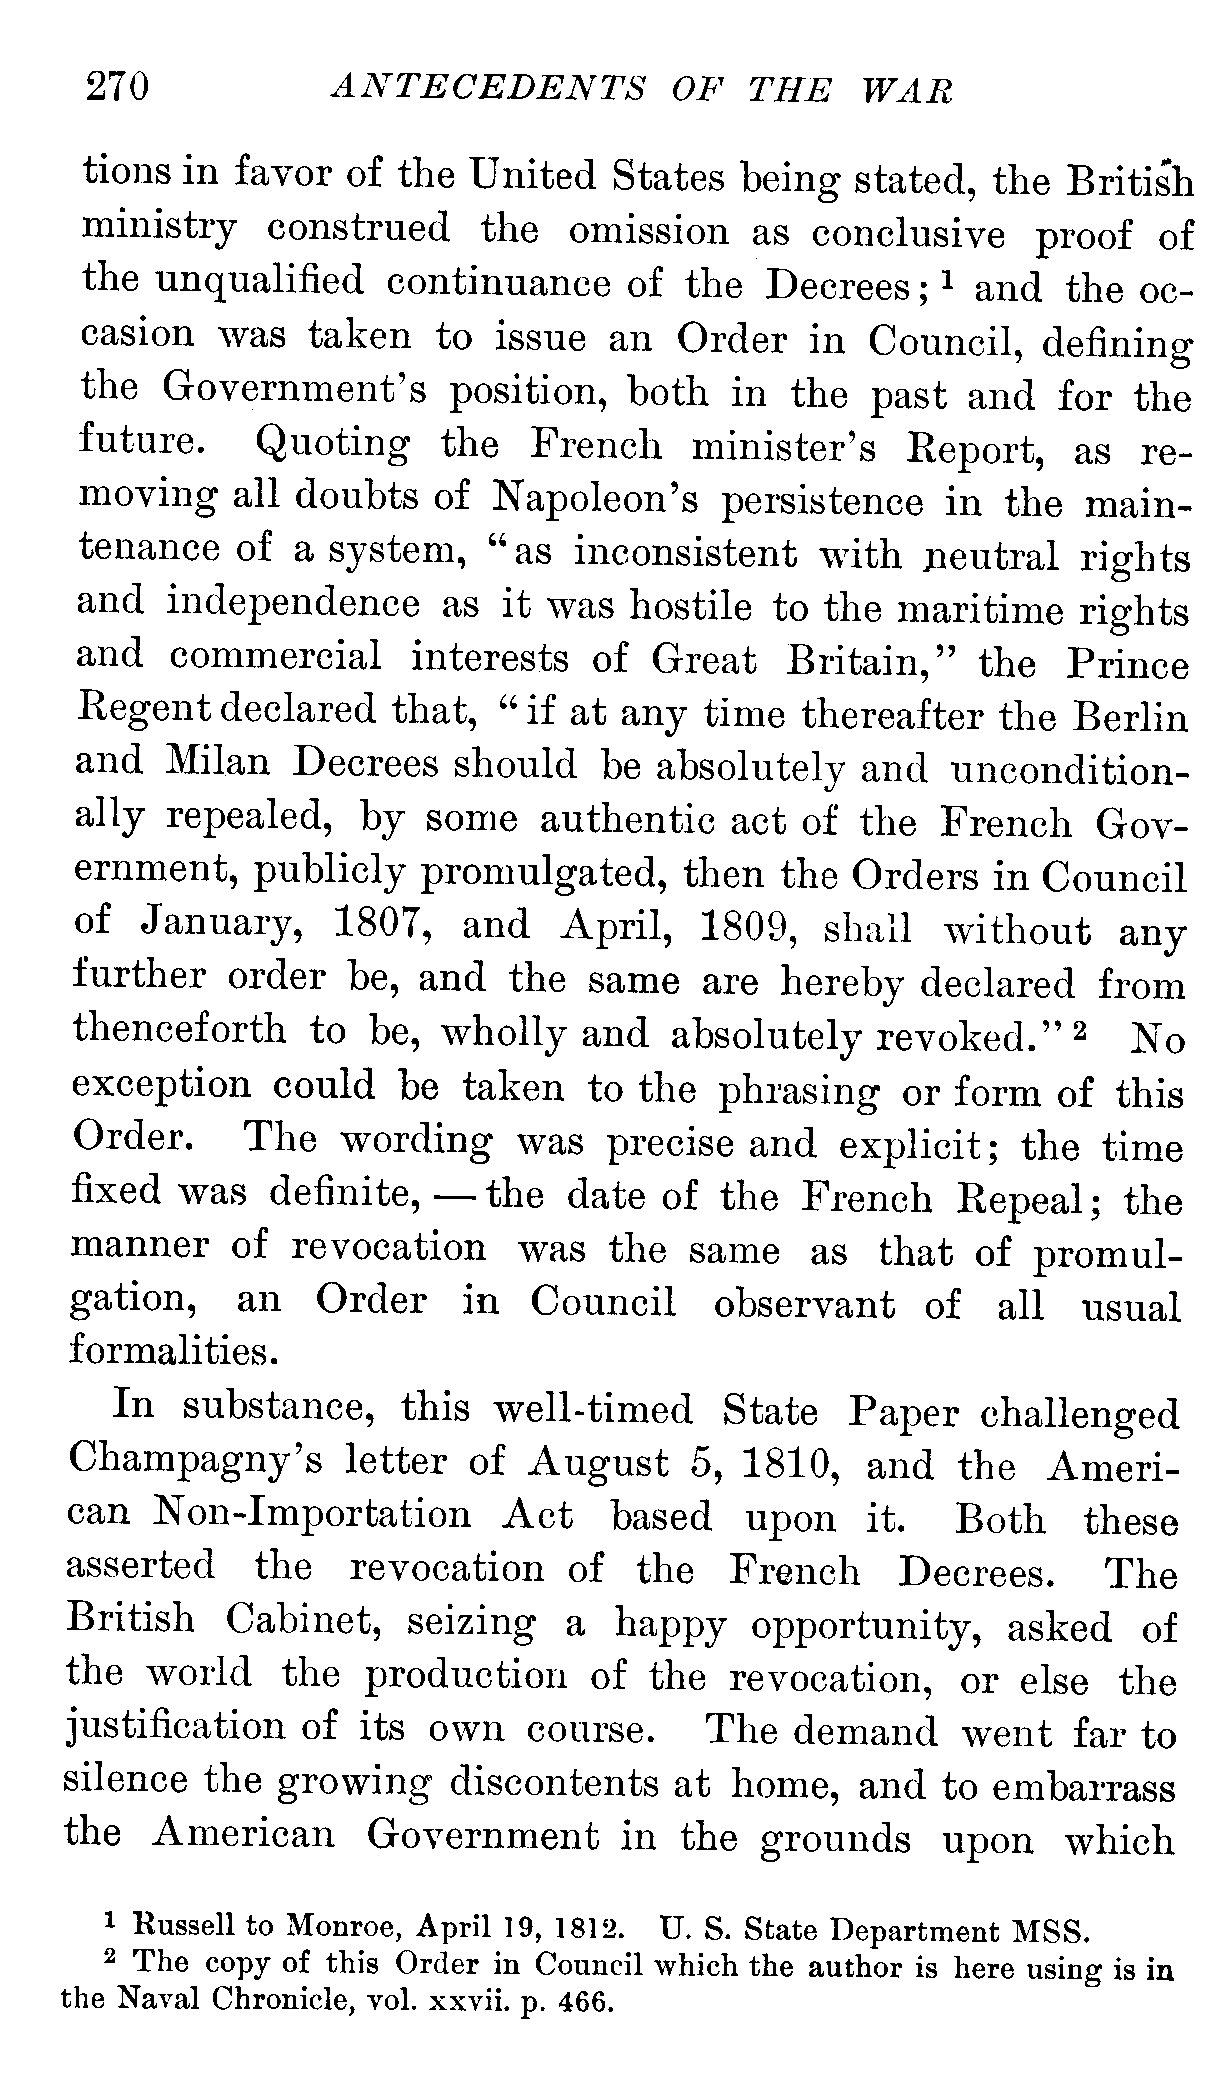 270 ANTECEDENTS OF THE WAR
tions in favor of the United States being stated, the British
ministry construed the omission as conclusive proof of
the unqualified continuance of the Decrees; ¹ and the oc-
casion was taken to issue an Order in Council, defining
the Government's position, both in the past and for the
future. Quoting the French minister's Report, as re-
moving all doubts of Napoleon's persistence in the main-
tenance of a system, "as inconsistent with neutral rights
and independence as it was hostile to the maritime rights
and commercial interests of Great Britain," the Prince
Regent declared that, "if at any time thereafter the Berlin
and Milan Decrees should be absolutely and uncondition-
ally repealed, by some authentic act of the French Gov-
ernment, publicly promulgated, then the Orders in Council
of January, 1807, and April, 1809, shall without any
further order be, and the same are hereby declared from
thenceforth to be, wholly and absolutely revoked." ² No
exception could be taken to the phrasing or form of this
Order. The wording was precise and explicit; the time
fixed was definite, — the date of the French Repeal; the
manner of revocation was the same as that of promul-
gation, an Order in Council observant of all usual
formalities.
In substance, this well-timed State Paper challenged
Champagny's letter of August 5, 1810, and the Ameri-
can Non-Importation Act based upon it. Both these
asserted the revocation of the French Decrees. The
British Cabinet, seizing a happy opportunity, asked of
the world the production of the revocation, or else the
justification of its own course. The demand went far to
silence the growing discontents at home, and to embarrass
the American Government in the grounds upon which
¹ Russell to Monroe, April 19, 1812. U. S. State Department MSS.
² The copy of this Order in Council which the author is here using is in
the Naval Chronicle, vol. xxvii. p. 466.